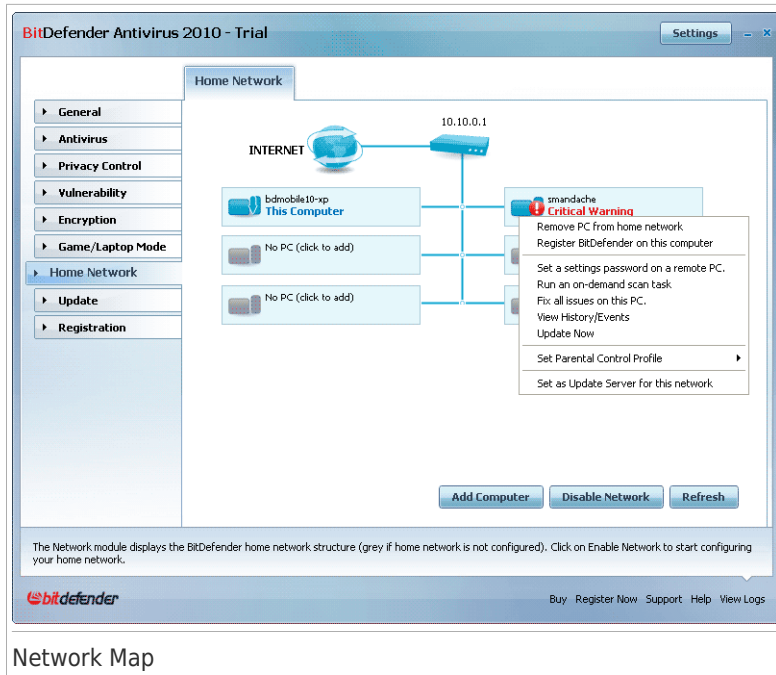 BitDefender Antivirus 2010 - Trial
Settings
Home Network
General
Antivirus
Privacy Control
Vulnerability
Encryption
Game/Laptop Mode
Home Network
Update
Registration
INTERNET
10.10.0.1
bdmobile10-xp
This Computer
No PC (click to add)
No PC (click to add)
smandache
Critical Warning
Remove PC from home network
Register BitDefender on this computer
Set a settings password on a remote PC.
Run an on-demand scan task
Fix all issues on this PC.
View History/Events
Update Now
Set Parental Control Profile
Set as Update Server for this network
Add Computer
Disable Network
Refresh
The Network module displays the BitDefender home network structure (grey if home network is not configured). Click on Enable Network to start configuring
your home network.
bitdefender
Buy Register Now Support Help View Logs
Network Map